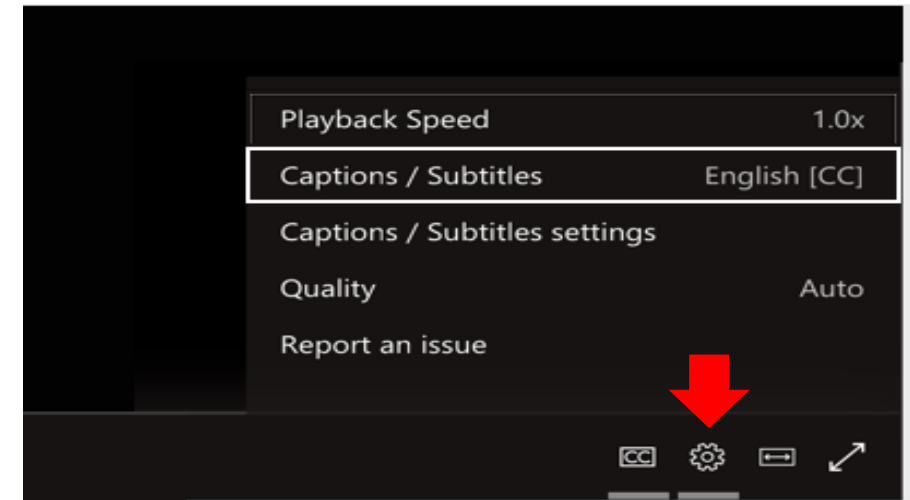 Playback Speed 1.0x
Captions / Subtitles English [CC]
Captions / Subtitles settings
Quality Auto
Report an issue
CC